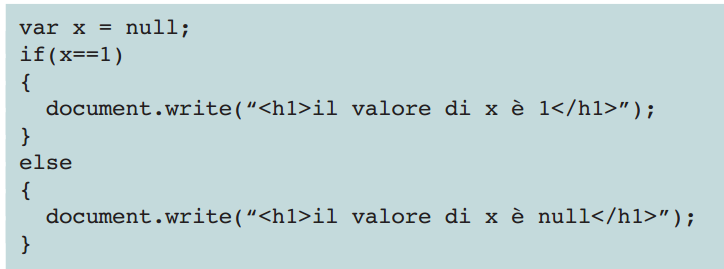 var x = null;
if(x==1)
{
  document.write(“<h1>il valore di x è 1</h1>”);
}
else
{
  document.write(“<h1>il valore di x è null</h1>”);
}